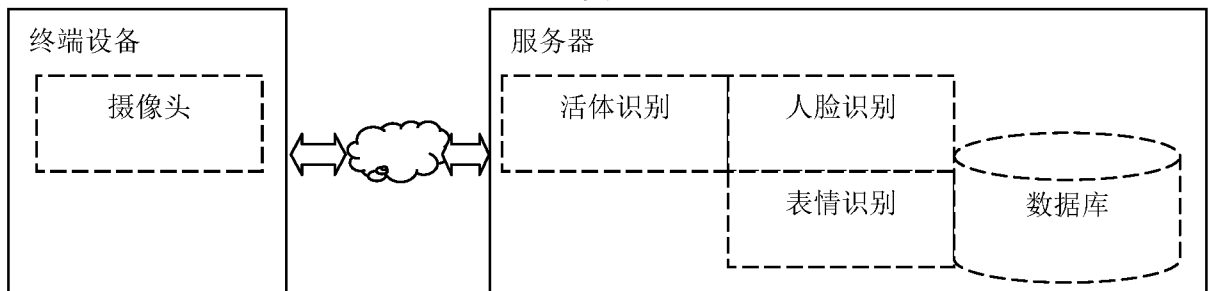 终端设备
服务器
摄像头
活体识别
人脸识别
表情识别
数据库